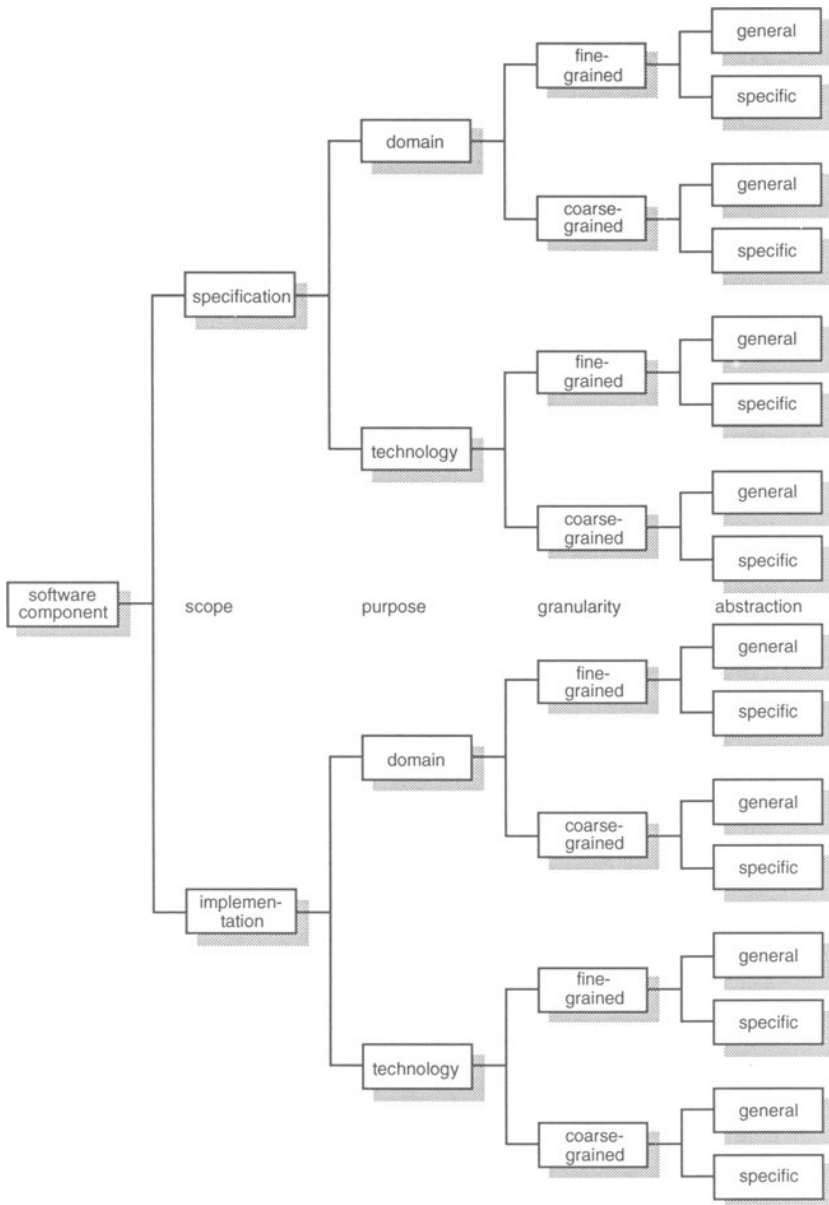 general
fine-
grained
specific
domain
general
coarse-
grained
specific
specification
general
fine-
grained
specific
technology
general
coarse-
grained
specific
software
component
scope
purpose
granularity
abstraction
general
fine-
grained
specific
domain
general
coarse-
grained
specific
implemen-
tation
general
fine-
grained
specific
technology
general
coarse-
grained
specific